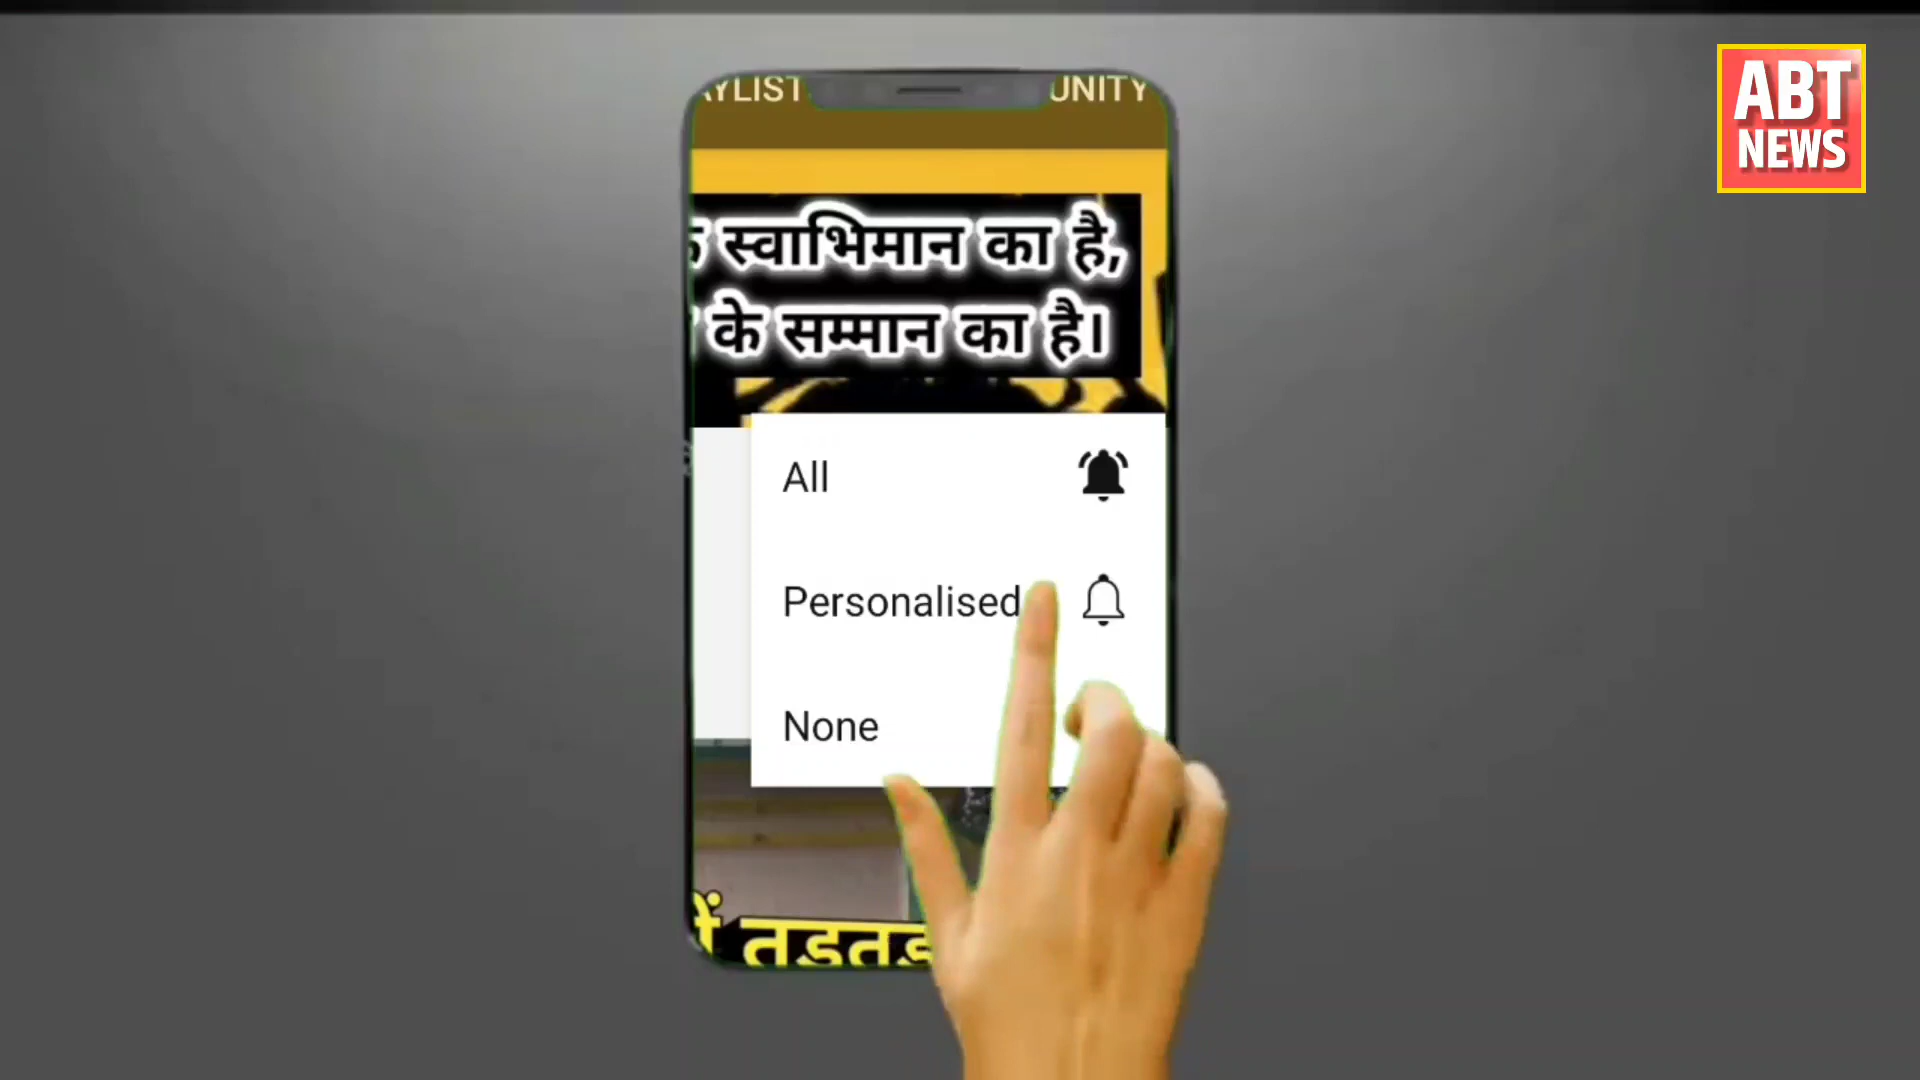 ABT
NEWS
स्वाभिमान का है,
के सम्मान का है।
All
Personalised
None